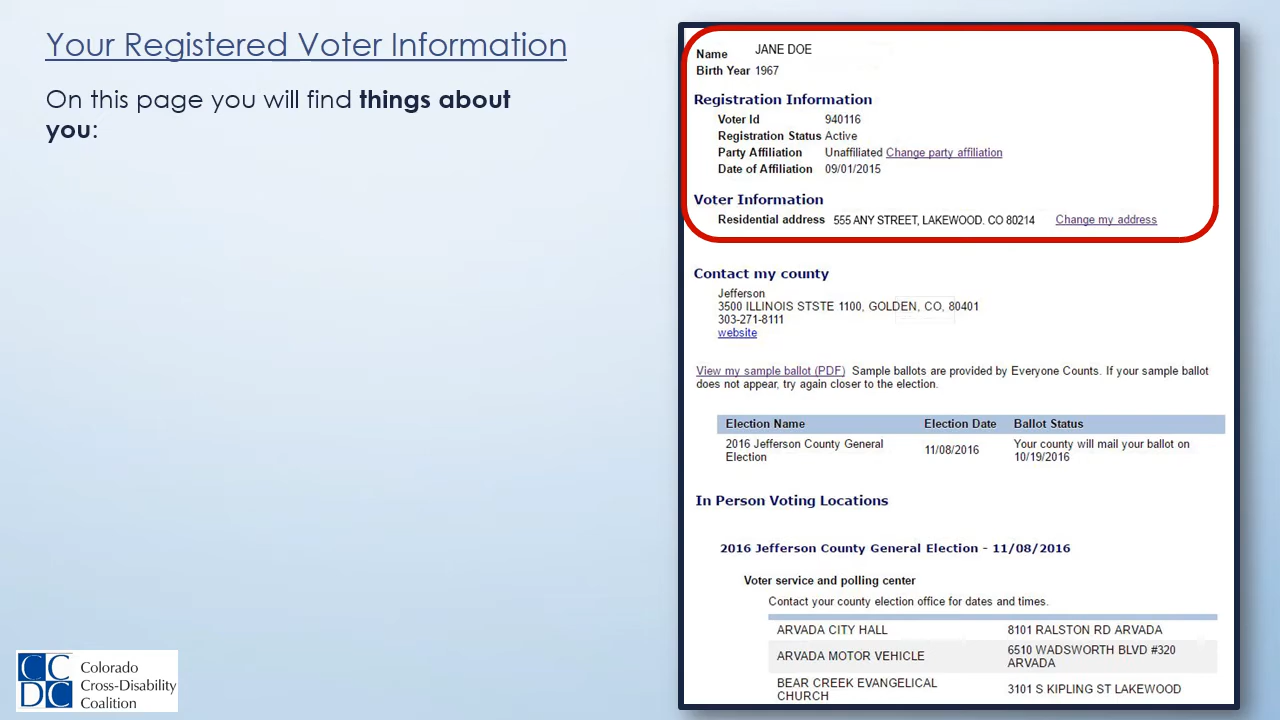 Your Registered Voter Information
On this page you will find things about
you:
Name JANE DOE
Birth Year 1967
Registration Information
Voter Id 940116
Registration Status Active
Party Affiliation Unaffiliated Change party affiliation
Date of Affiliation 09/01/2015
Voter Information
Residential address 555 ANY STREET, LAKEWOOD. CO 80214 Change my address
Contact my county
Jefferson
3500 ILLINOIS STSTE 1100, GOLDEN, CO, 80401
303-271-8111
website
View my sample ballot (PDF) Sample ballots are provided by Everyone Counts. If your sample ballot
does not appear, try again closer to the election.
Election Name Election Date Ballot Status
2016 Jefferson County General
Election
11/08/2016
Your county will mail your ballot on
10/19/2016
In Person Voting Locations
2016 Jefferson County General Election - 11/08/2016
Voter service and polling center
Contact your county election office for dates and times.
ARVADA CITY HALL 8101 RALSTON RD ARVADA
ARVADA MOTOR VEHICLE
6510 WADSWORTH BLVD #320
ARVADA
BEAR CREEK EVANGELICAL
CHURCH
3101 S KIPLING ST LAKEWOOD
CC
DC
Colorado
Cross-Disability
Coalition